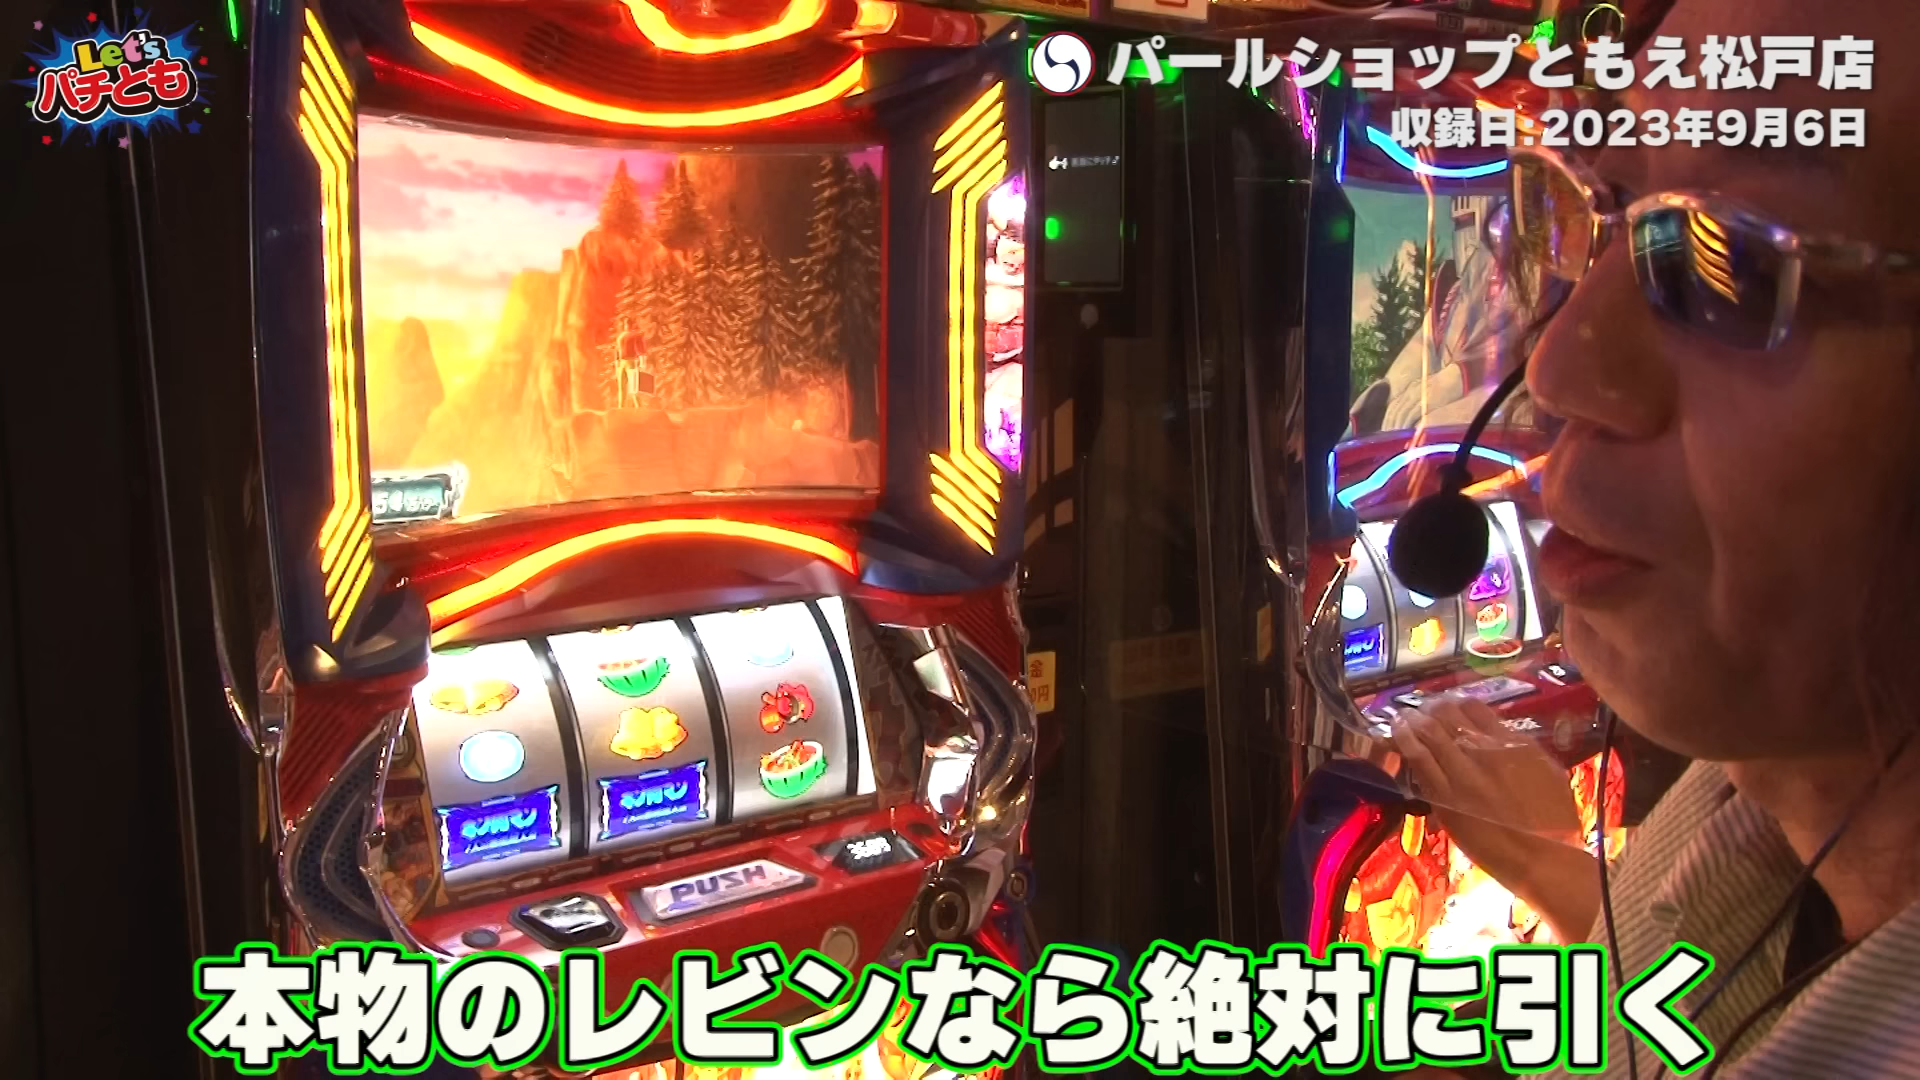 Let's
パチとも
パールショップともえ松戸店
収録日:2023年9月6日
PUSH
本物のレビンなら絶対に引く